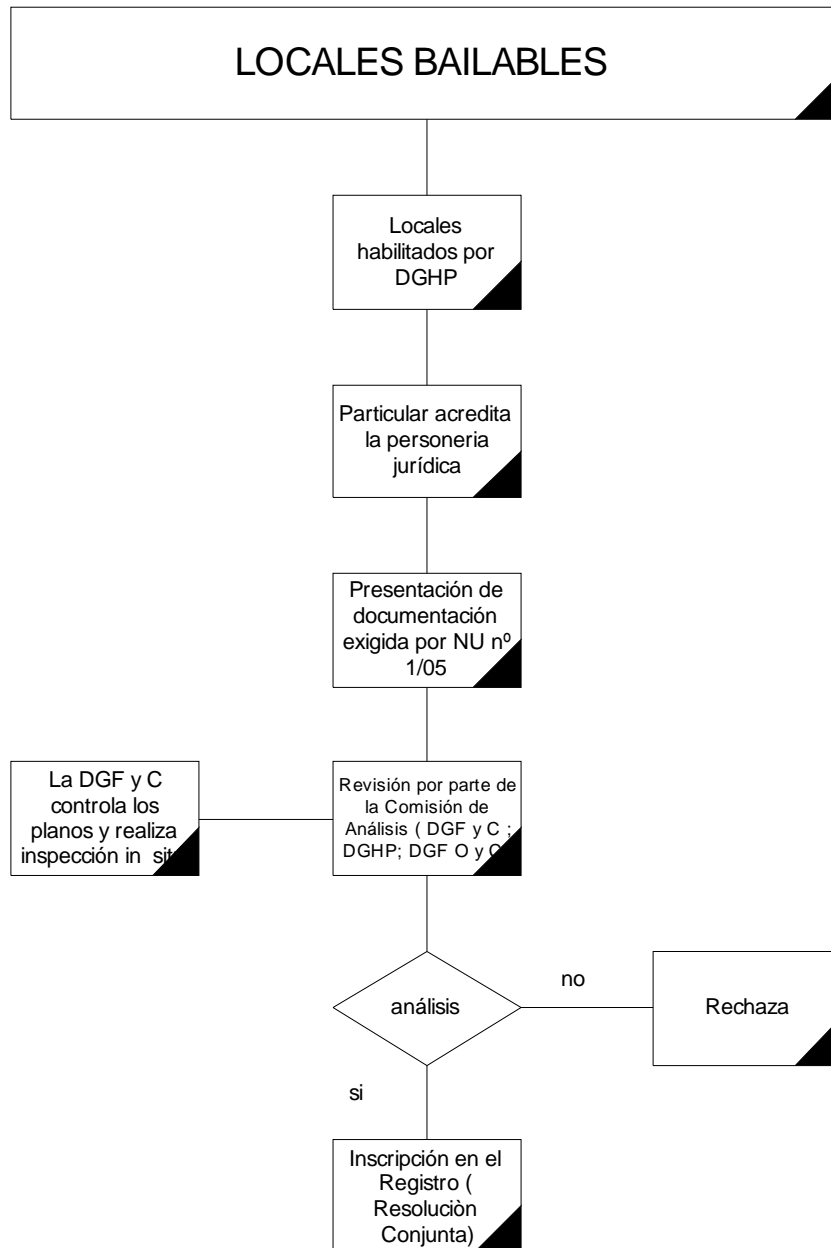 LOCALES BAILABLES
Locales
habilitados por
DGHP
Particular acredita
la personeria
jurídica
Presentación de
documentación
exigida por NU nº
1/05
La DGF y C
controla los
planos y realiza
inspección in
Revisión por parte de
la Comisión de
Análisis ( DGF y C ;
DGHP; DGF O y
análisis
no
Rechaza
si
Inscripción en el
Registro (
Resoluciòn
Conjunta)